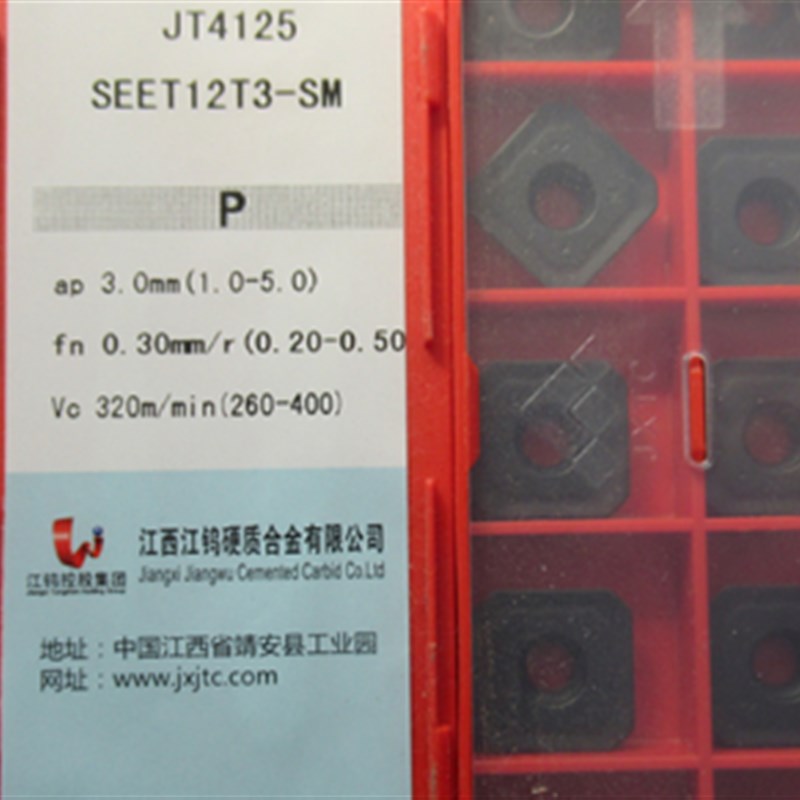 JT4125
SEET12T3-SM
P
ap 3.0mm(1.0-5.0)
fn 0.30mm/r(0.20-0.50
Vc 320m/min(260-400)
江西江钨硬质合金有限公司
Jiangxi Jiangwu Cemented Carbid Co.Ltd
江钨控股集团
地址：中国江西省靖安县工业园
网址：www.jxjtc.com
JXTC